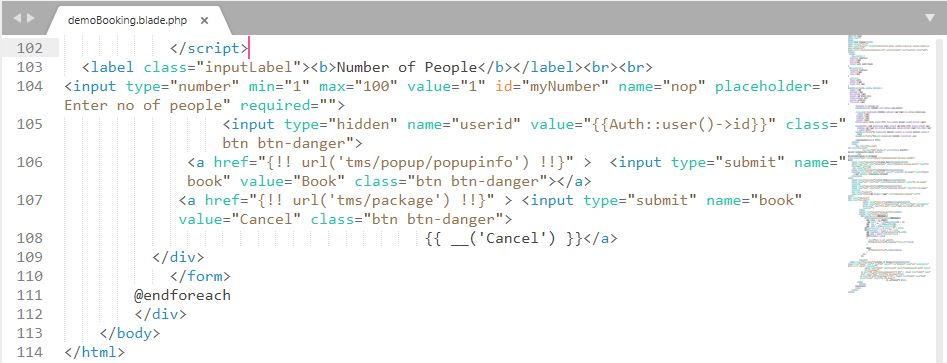 demoBooking.blade.php ×
102 </script>
103 <label class="inputLabel"><b>Number of People</b></label><br><br>
104 <input type="number" min="1" max="100" value="1" id="myNumber" name="nop" placeholder="
Enter no of people" required="">
105 <input type="hidden" name="userid" value="{{Auth::user()->id}}" class="
btn btn-danger">
106 <a href="{!! url('tms/popup/popupinfo') !!}" > <input type="submit" name="
book" value="Book" class="btn btn-danger"></a>
107 <a href="{!! url('tms/package') !!}" > <input type="submit" name="book"
value="Cancel" class="btn btn-danger">
108 {{ __('Cancel') }}</a>
109 </div>
110 </form>
111 @endforeach
112 </div>
113 </body>
114 </html>